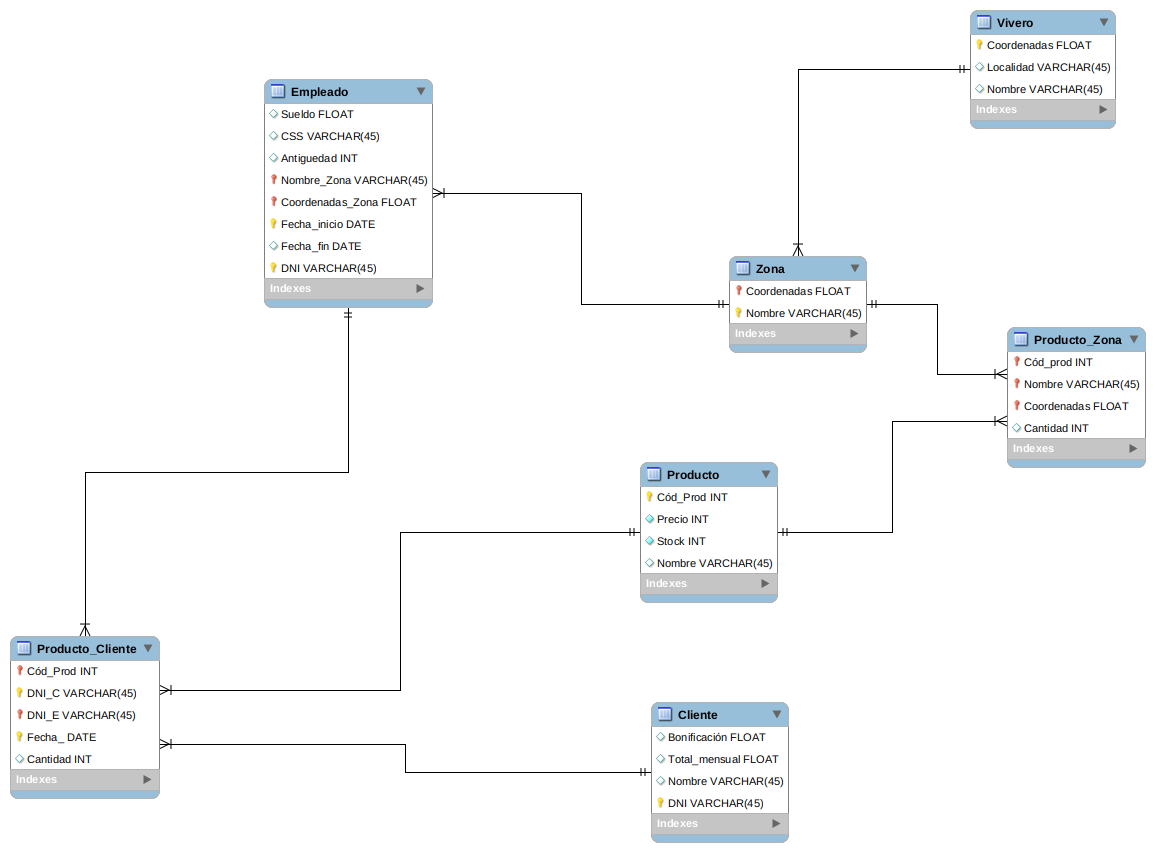 Vivero
Coordenadas FLOAT
Localidad VARCHAR(45)
Nombre VARCHAR(45)
Indexes
Empleado
Sueldo FLOAT
CSS VARCHAR(45)
Antiguedad INT
Nombre_Zona VARCHAR(45)
Coordenadas_Zona FLOAT
Fecha_inicio DATE
Fecha_fin DATE
DNI VARCHAR(45)
Indexes
Zona
Coordenadas FLOAT
Nombre VARCHAR(45)
Indexes
Producto_Zona
Cód_prod INT
Nombre VARCHAR(45)
Coordenadas FLOAT
Cantidad INT
Indexes
Producto
Cód_Prod INT
Precio INT
Stock INT
Nombre VARCHAR(45)
Indexes
Producto_Cliente
Cód_Prod INT
DNI_C VARCHAR(45)
DNI_E VARCHAR(45)
Fecha_ DATE
Cantidad INT
Indexes
Cliente
Bonificación FLOAT
Total_mensual FLOAT
Nombre VARCHAR(45)
DNI VARCHAR(45)
Indexes